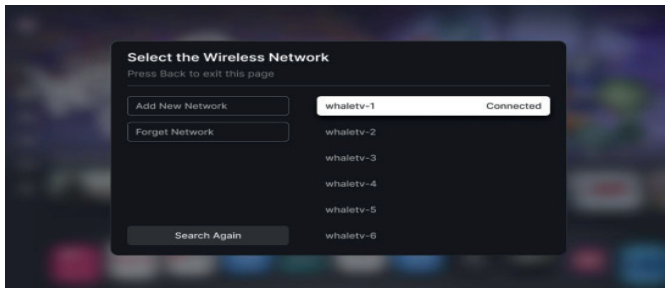 Select the Wireless Network
Press Back to exit this page
Add New Network
Forget Network
Search Again
whaletv-1 Connected
whaletv-2
whaletv-3
whaletv-4
whaletv-5
whaletv-6